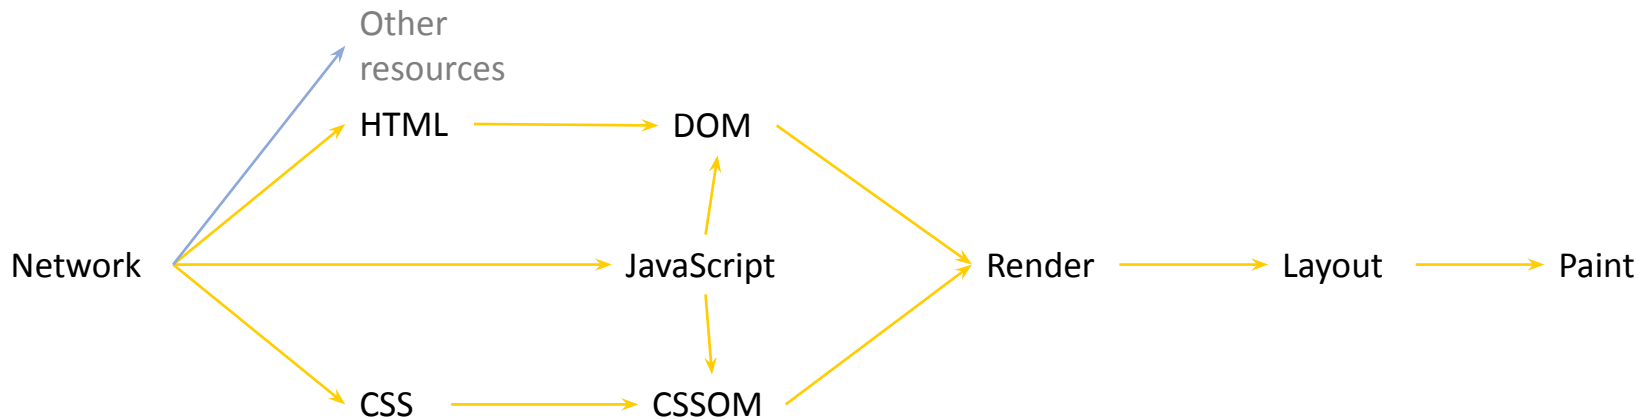 Other
resources
HTML
DOM
Network
JavaScript
Render
Layout
Paint
CSS
CSSOM